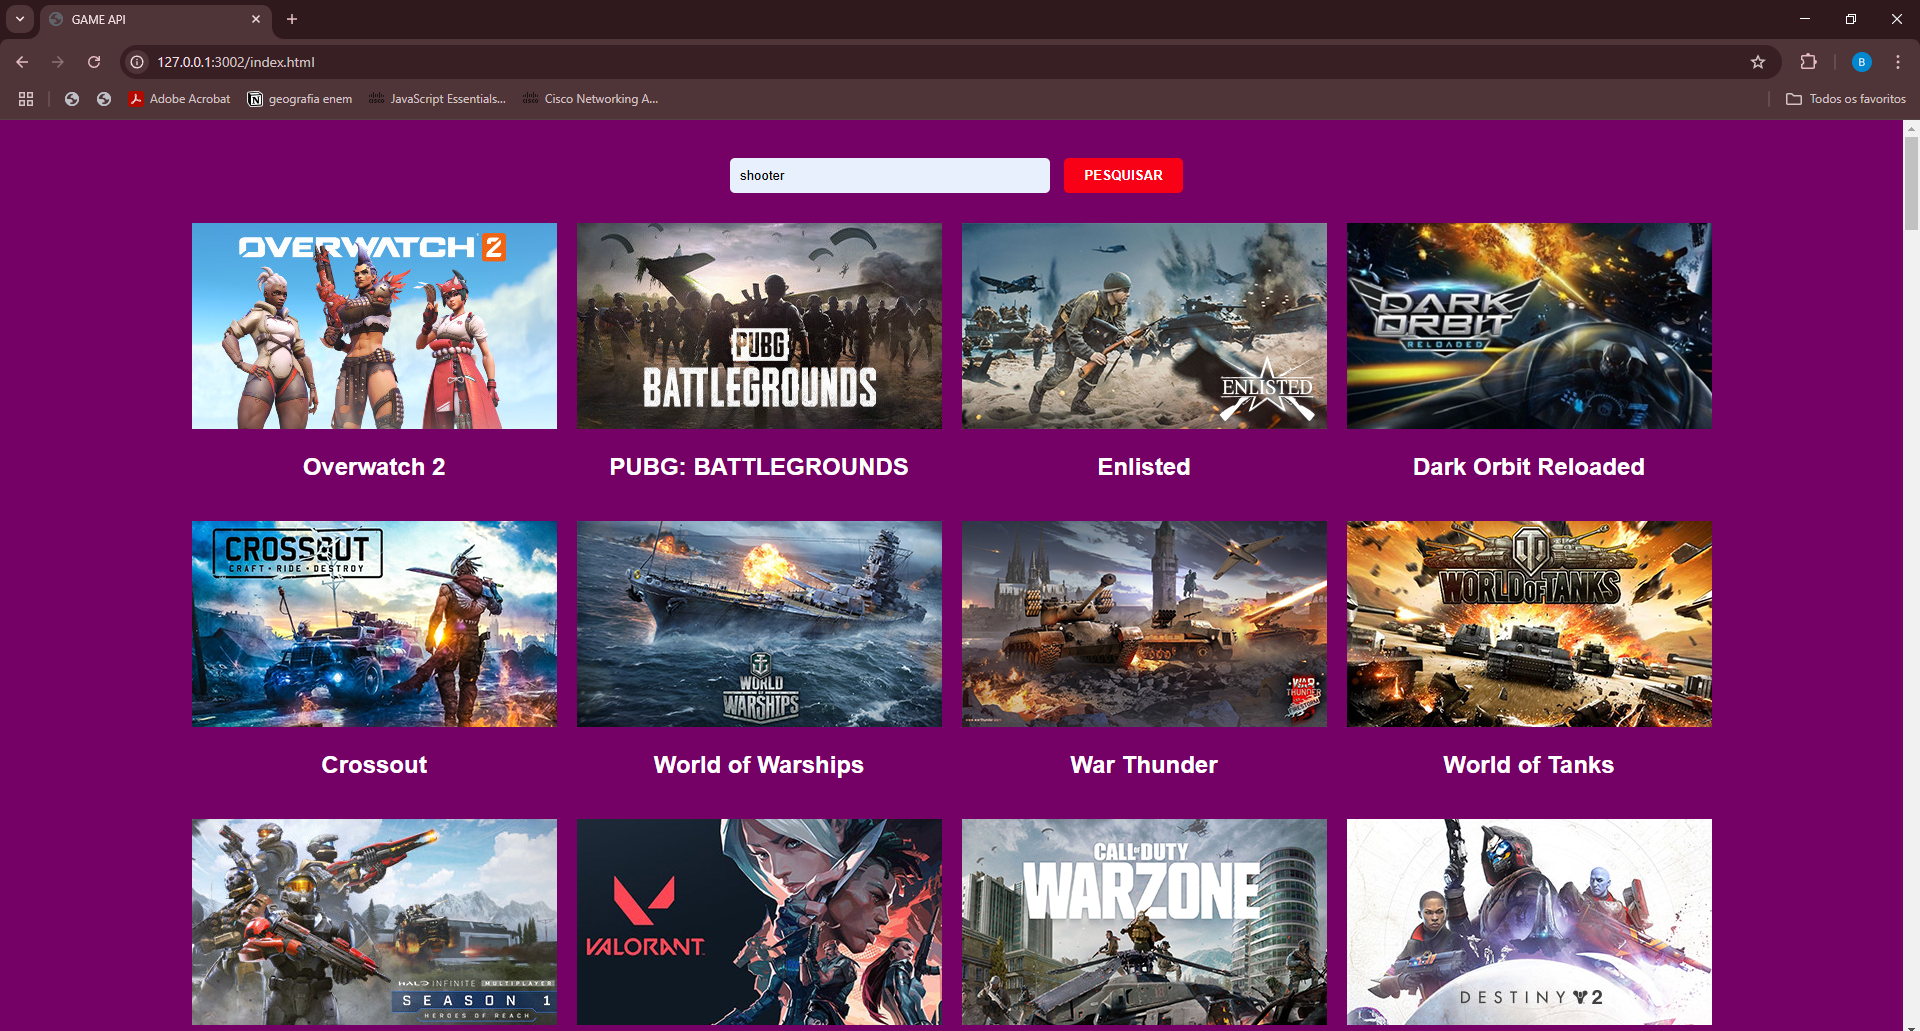 GAME API
127.0.0.1:3002/index.html
B
Adobe Acrobat
geografia enem
JavaScript Essentials...
Cisco Networking A...
Todos os favoritos
shooter
PESQUISAR
OVERWATCH 2
PUBG
BATTLEGROUNDS
ENLISTED
DARK
ORBIT
RELOADED
Overwatch 2
PUBG: BATTLEGROUNDS
Enlisted
Dark Orbit Reloaded
CROSSOUT
CRAFT • RIDE • DESTROY
WORLD
OF
WARSHIPS
WAR
THUNDER
FIRESTORM
WORLD OF TANKS
Crossout
World of Warships
War Thunder
World of Tanks
HALO INFINITE MULTIPLAYER
SEASON 1
HEROES OF REACH
VALORANT
CALL OF DUTY
WARZONE
DESTINY 2